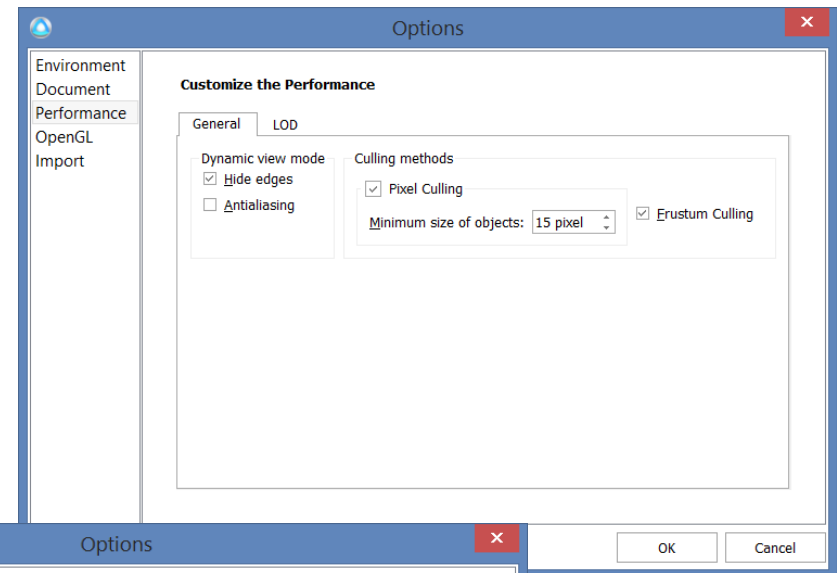 Options
Environment
Document
Performance
OpenGL
Import
Customize the Performance
General LOD
Dynamic view mode
Hide edges
Antialiasing
Culling methods
Pixel Culling
Minimum size of objects: 15 pixel
Frustum Culling
OK Cancel
Options